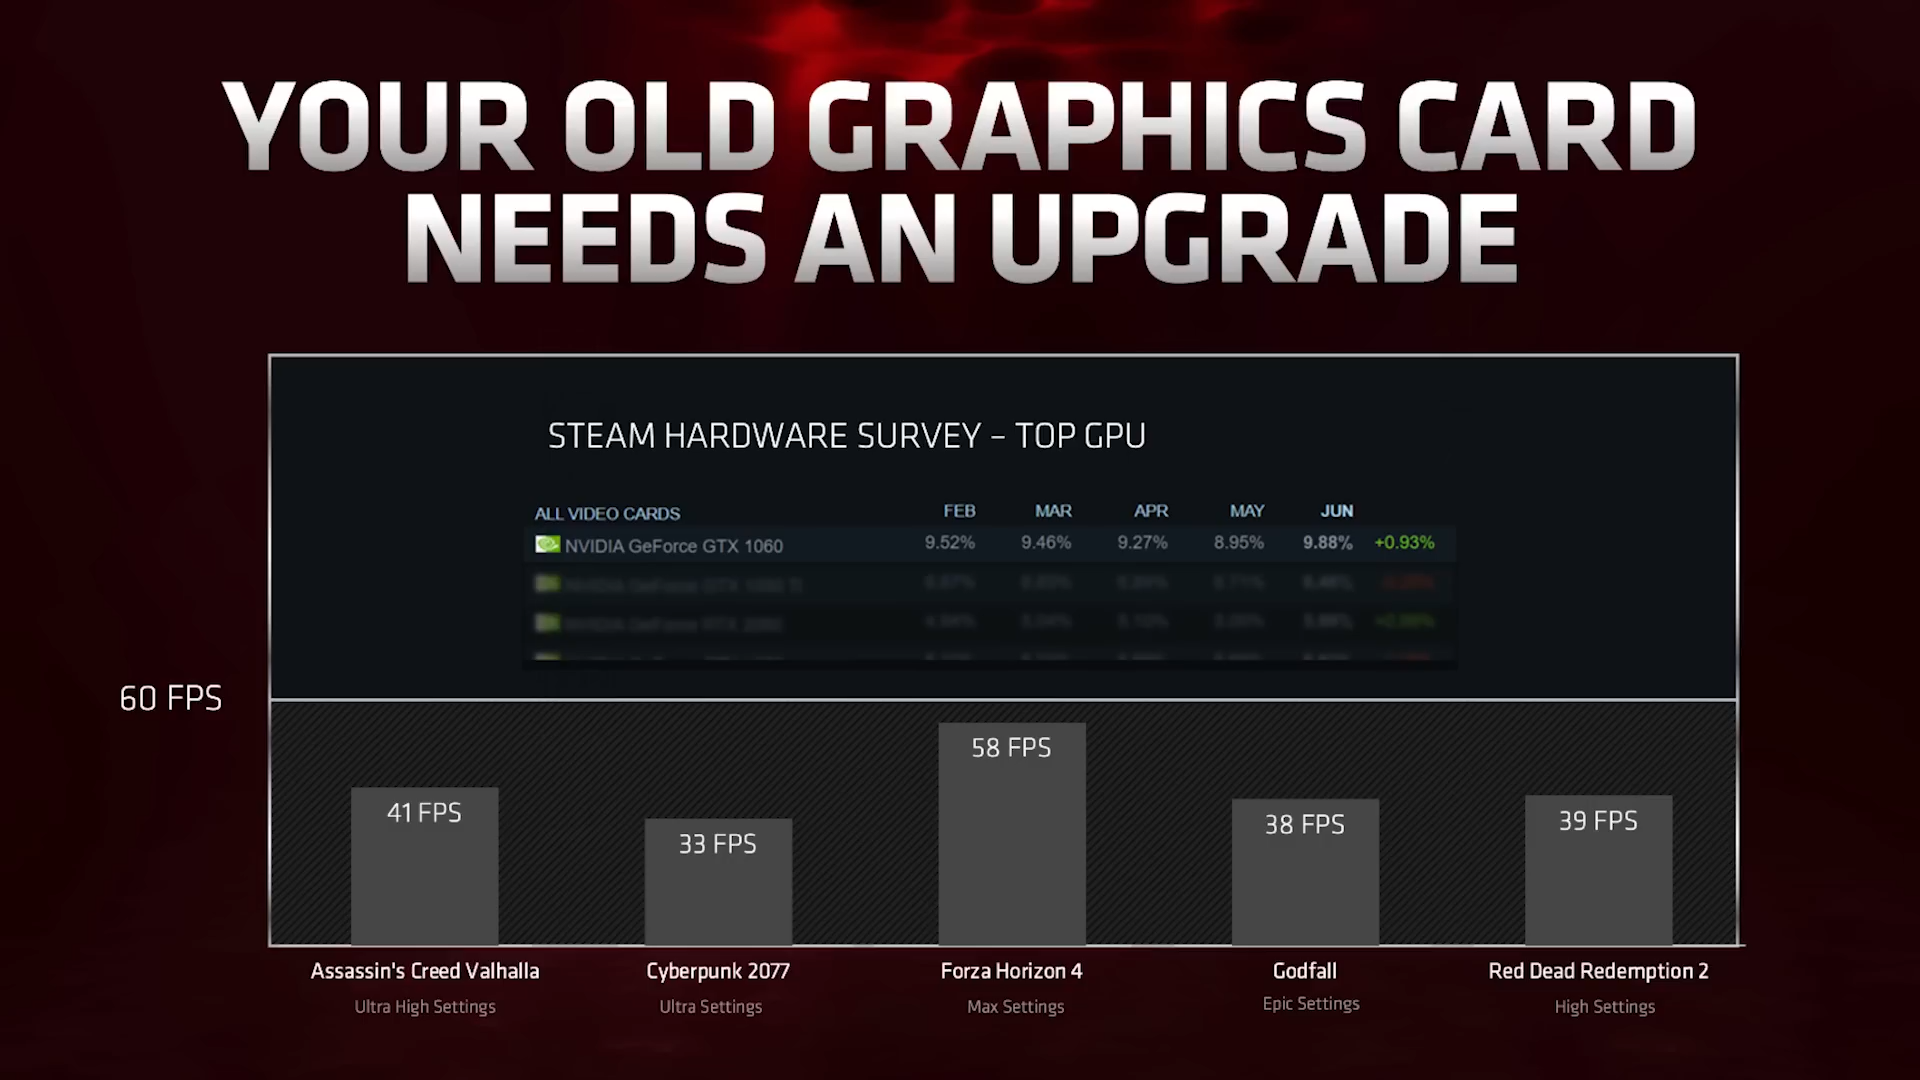 YOUR OLD GRAPHICS CARD
NEEDS AN UPGRADE
STEAM HARDWARE SURVEY – TOP GPU
ALL VIDEO CARDS FEB MAR APR MAY JUN
NVIDIA GeForce GTX 1060 9.52% 9.46% 9.27% 8.95% 9.88% +0.93%
60 FPS
58 FPS
41 FPS
33 FPS
38 FPS
39 FPS
Assassin's Creed Valhalla Cyberpunk 2077 Forza Horizon 4 Godfall Red Dead Redemption 2
Ultra High Settings Ultra Settings Max Settings Epic Settings High Settings